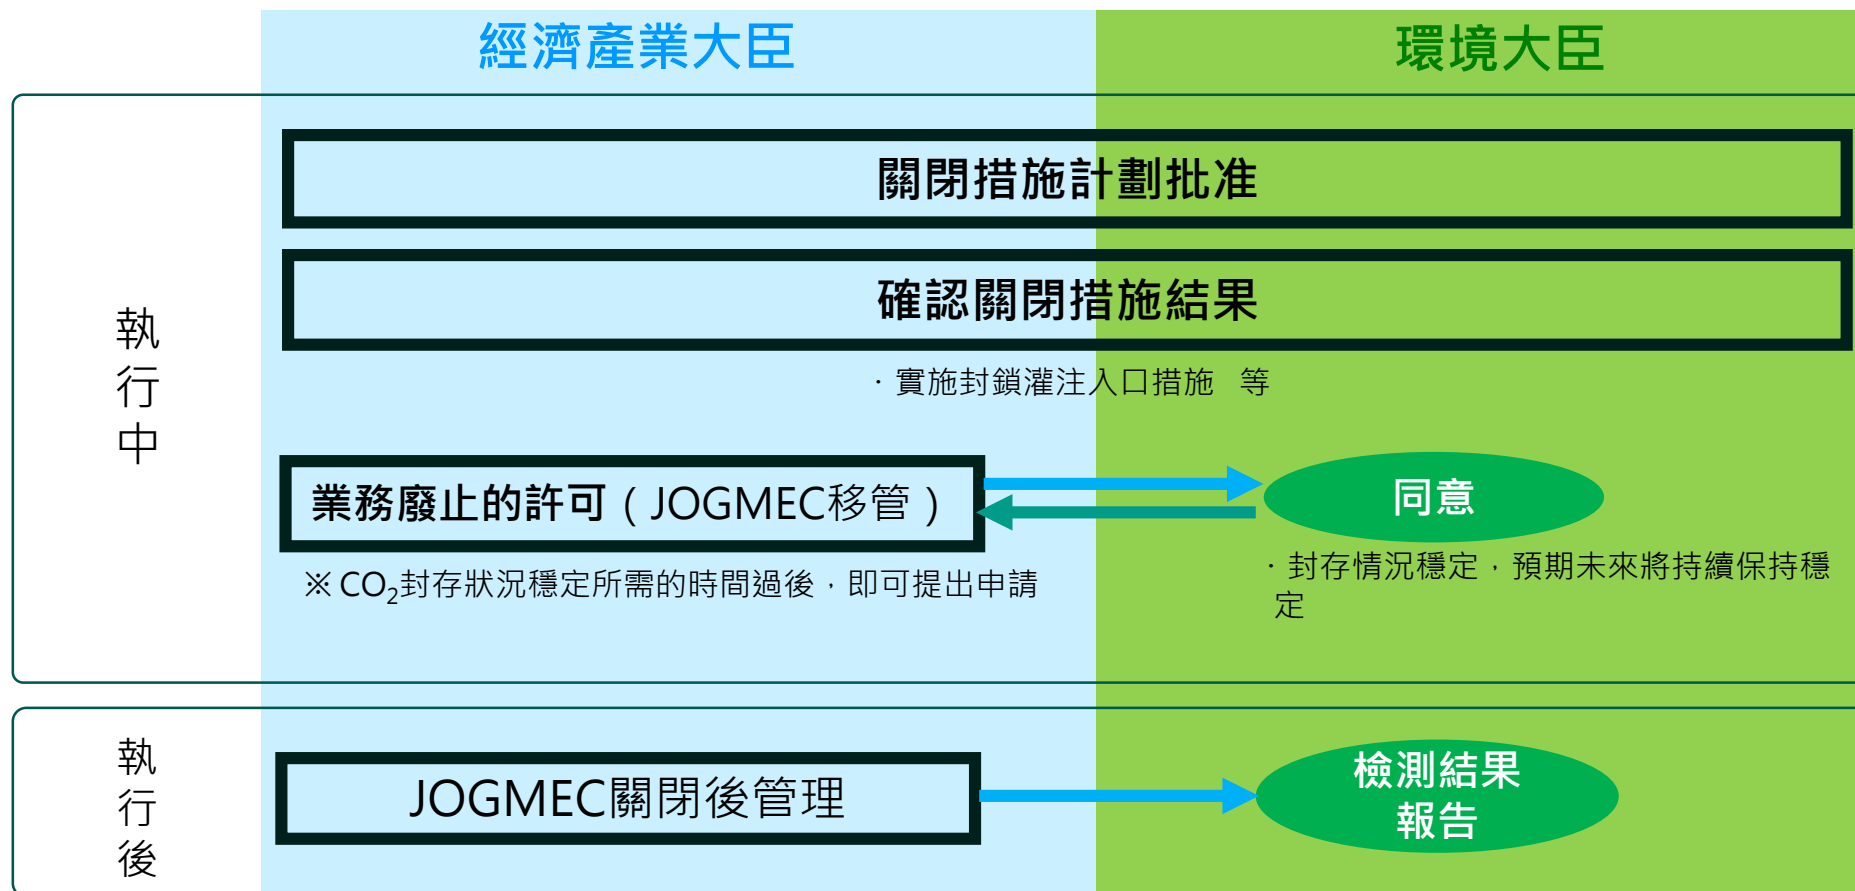 經濟產業大臣
環境大臣
執行中
關閉措施計劃批准
確認關閉措施結果
．實施封鎖灌注入口措施 等
業務廢止的許可（JOGMEC移管）
同意
※CO₂封存狀況穩定所需的時間過後，即可提出申請
．封存情況穩定，預期未來將持續保持穩
定
執行後
JOGMEC關閉後管理
檢測結果
報告